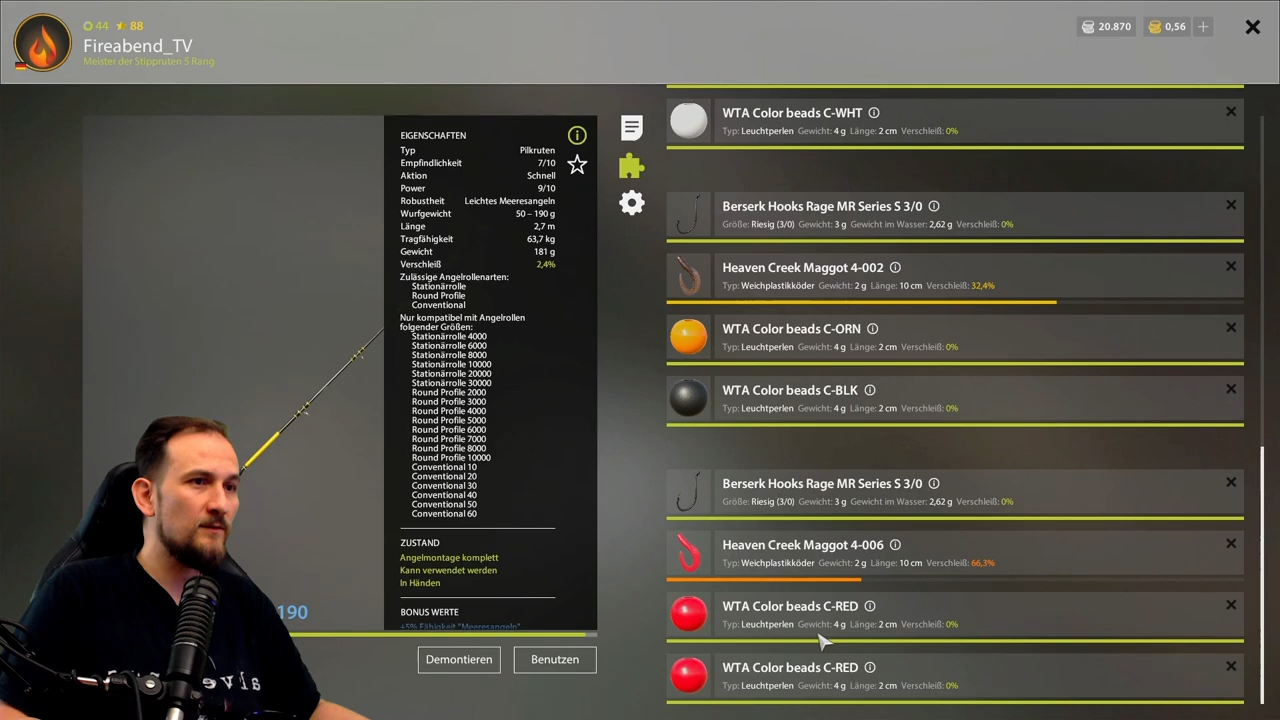 44 88
Fireabend_TV
Meister der Stippruten 5 Rang
20.870
0,56
EIGENSCHAFTEN
Typ Pilkruten
Empfindlichkeit 7/10
Aktion Schnell
Power 9/10
Robustheit Leichtes Meeresangeln
Wurfgewicht 50 – 190 g
Länge 2,7 m
Tragfähigkeit 63,7 kg
Gewicht 181 g
Verschleiß 2,4%
Zulässige Angelrollenarten:
Stationärrolle
Round Profile
Conventional
Nur kompatibel mit Angelrollen
folgender Größen:
Stationärrolle 4000
Stationärrolle 6000
Stationärrolle 8000
Stationärrolle 10000
Stationärrolle 20000
Stationärrolle 30000
Round Profile 2000
Round Profile 3000
Round Profile 4000
Round Profile 5000
Round Profile 6000
Round Profile 7000
Round Profile 8000
Round Profile 10000
Conventional 10
Conventional 20
Conventional 30
Conventional 40
Conventional 50
Conventional 60
ZUSTAND
Angelmontage komplett
Kann verwendet werden
In Händen
BONUS WERTE
+5% Fähigkeit "Meeresangeln"
190
Demontieren
Benutzen
WTA Color beads C-WHT
Typ: Leuchtperlen Gewicht: 4 g Länge: 2 cm Verschleiß: 0%
Berserk Hooks Rage MR Series S 3/0
Größe: Riesig (3/0) Gewicht: 3 g Gewicht im Wasser: 2,62 g Verschleiß: 0%
Heaven Creek Maggot 4-002
Typ: Weichplastikköder Gewicht: 2 g Länge: 10 cm Verschleiß: 32,4%
WTA Color beads C-ORN
Typ: Leuchtperlen Gewicht: 4 g Länge: 2 cm Verschleiß: 0%
WTA Color beads C-BLK
Typ: Leuchtperlen Gewicht: 4 g Länge: 2 cm Verschleiß: 0%
Berserk Hooks Rage MR Series S 3/0
Größe: Riesig (3/0) Gewicht: 3 g Gewicht im Wasser: 2,62 g Verschleiß: 0%
Heaven Creek Maggot 4-006
Typ: Weichplastikköder Gewicht: 2 g Länge: 10 cm Verschleiß: 66,3%
WTA Color beads C-RED
Typ: Leuchtperlen Gewicht: 4 g Länge: 2 cm Verschleiß: 0%
WTA Color beads C-RED
Typ: Leuchtperlen Gewicht: 4 g Länge: 2 cm Verschleiß: 0%